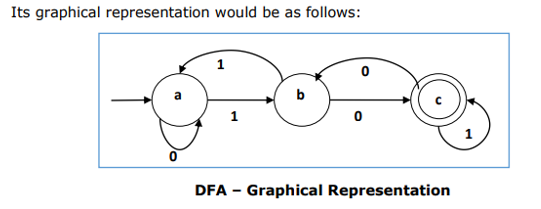 Its graphical representation would be as follows:
1
0
a
b
c
1
0
1
0
DFA – Graphical Representation